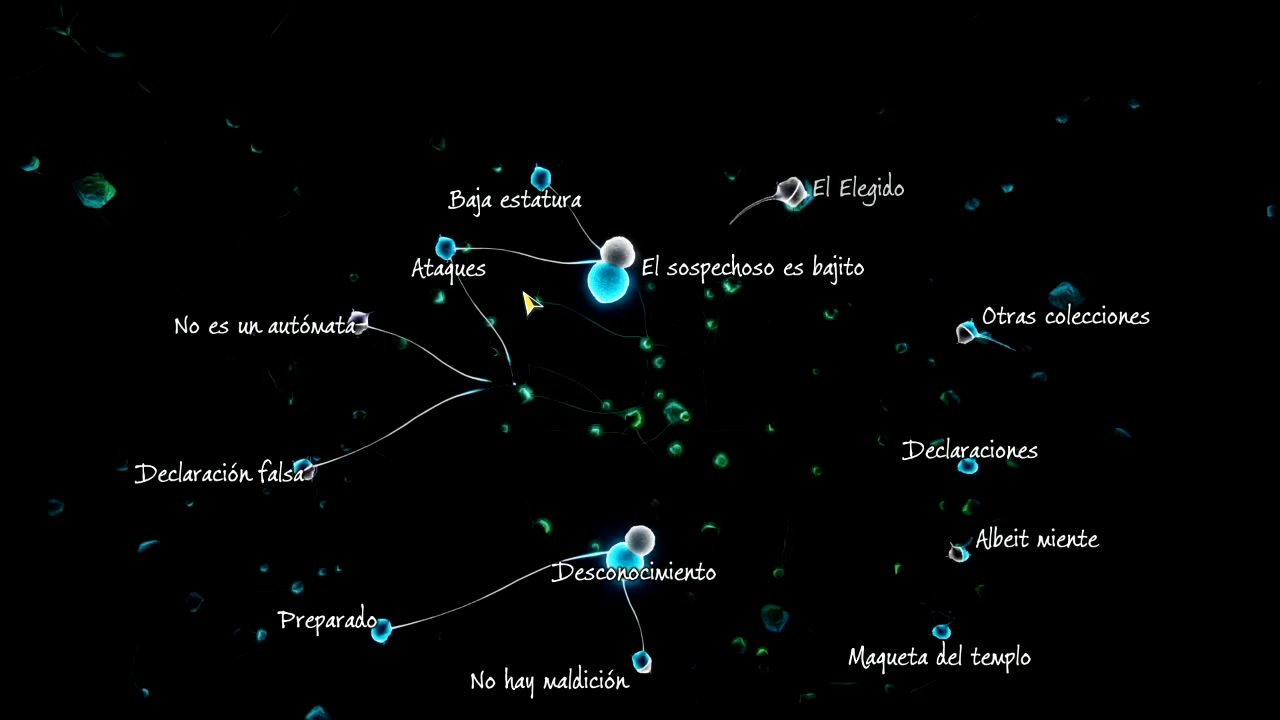 El Elegido
Baja estatura
Ataques
El sospechoso es bajito
Otras colecciones
No es un autómata
Declaraciones
Declaración falsa
Albeit miente
Desconocimiento
Preparado
Maqueta del templo
No hay maldición